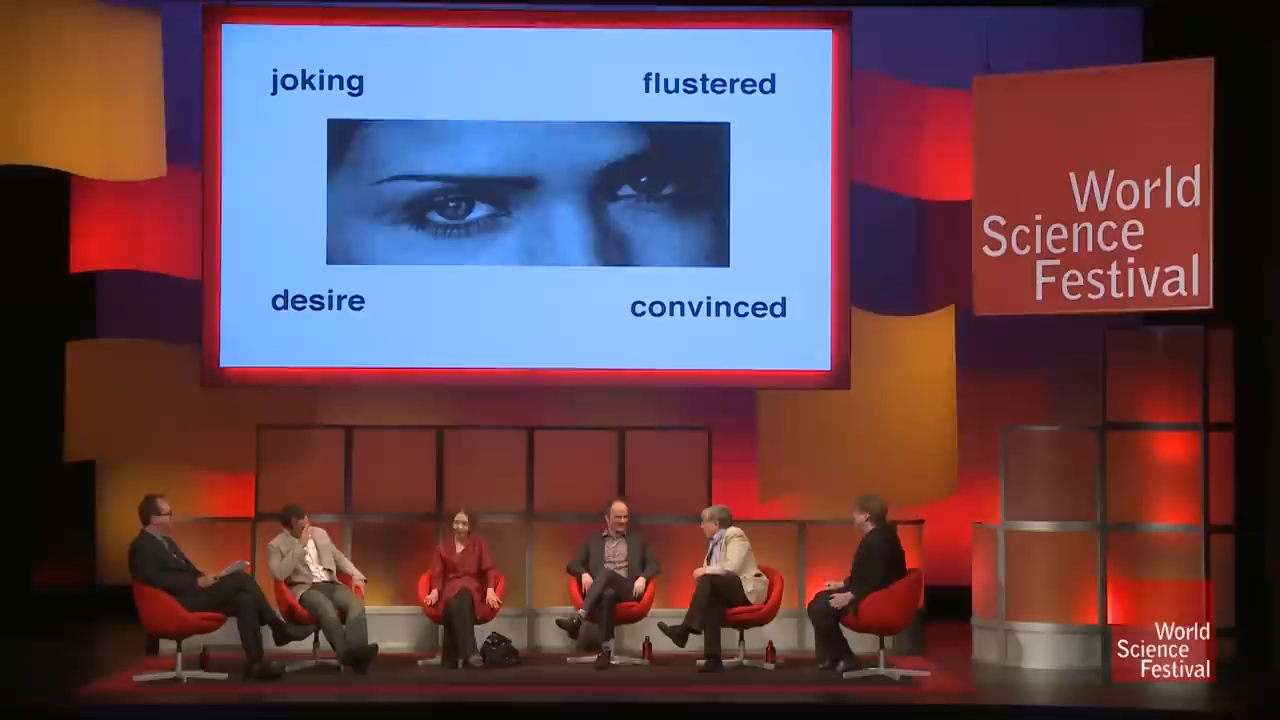 joking
flustered
desire
convinced
World
Science
Festival
World
Science
Festival